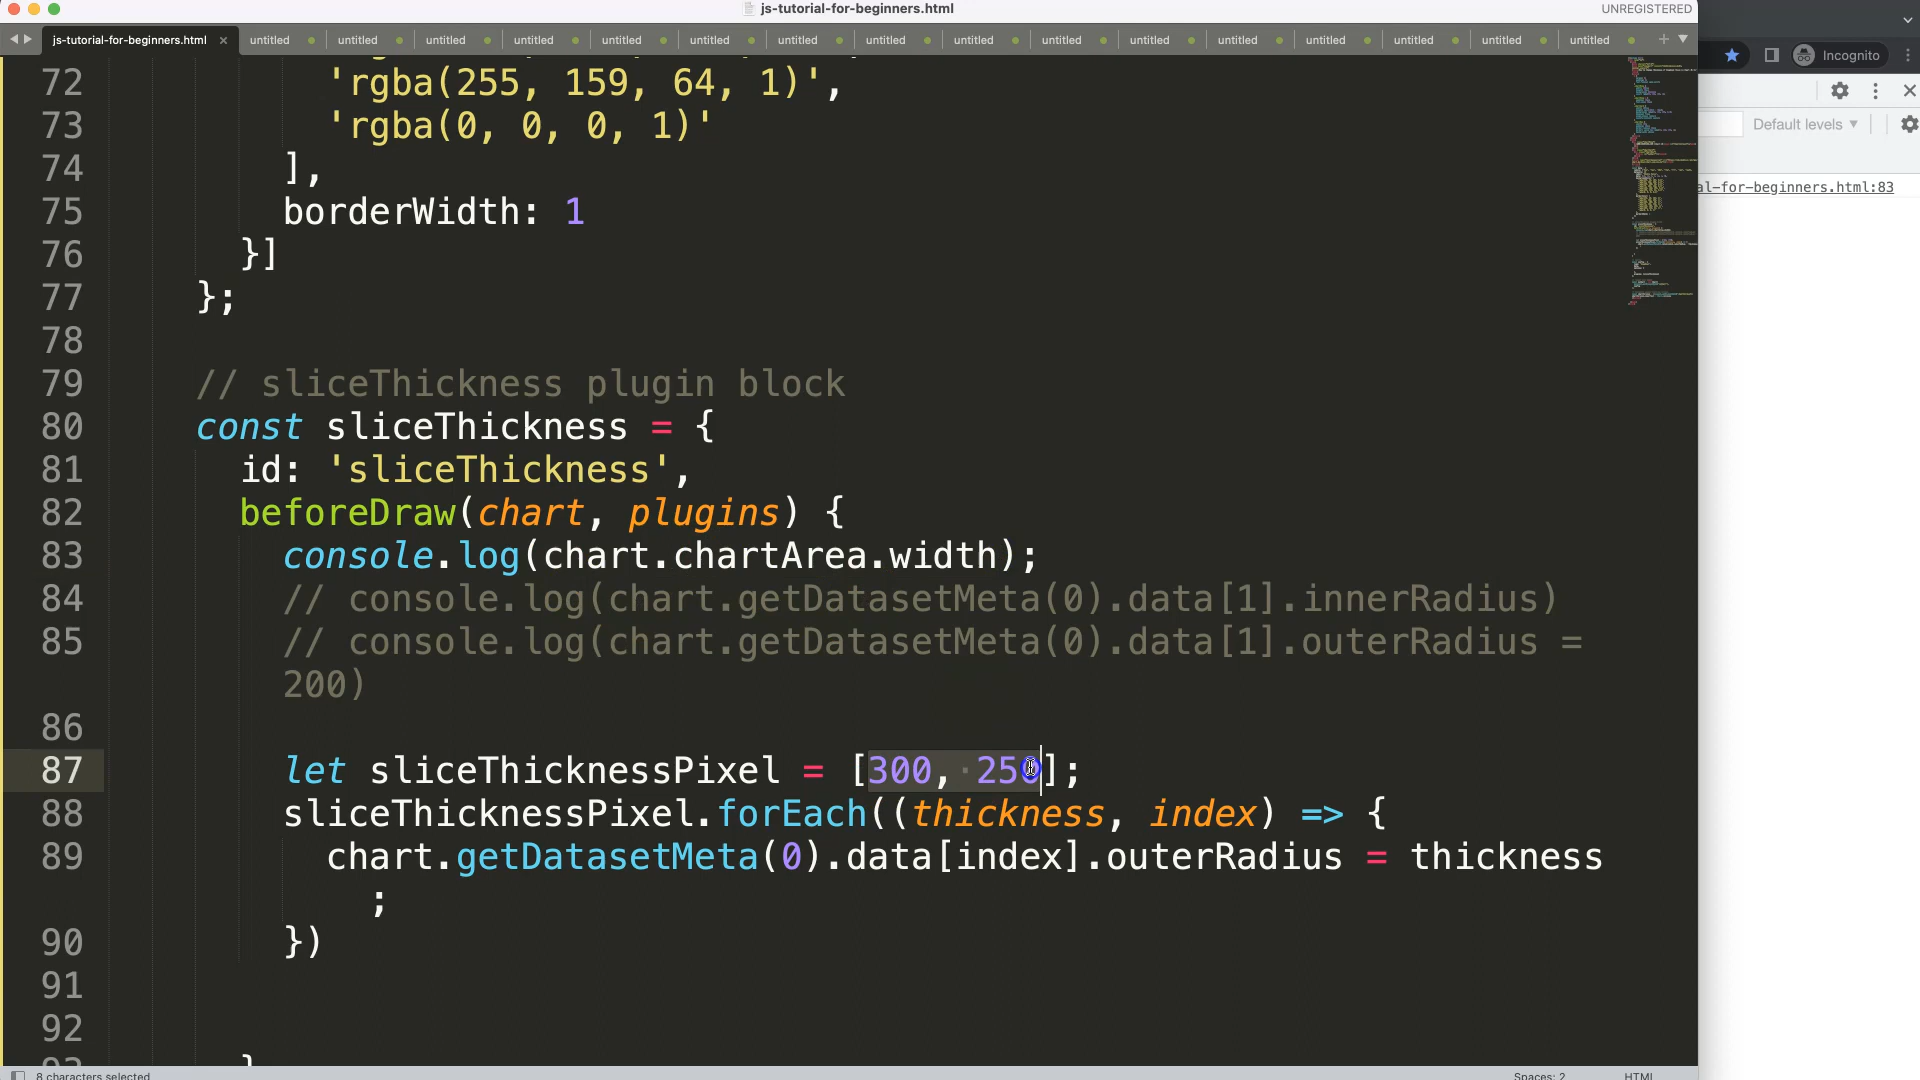 js-tutorial-for-beginners.html
UNREGISTERED
js-tutorial-for-beginners.html × untitled untitled untitled untitled untitled untitled untitled untitled untitled untitled untitled untitled untitled untitled untitled untitled
Incognito
72 'rgba(255, 159, 64, 1)',
Default levels
73 'rgba(0, 0, 0, 1)'
74 ],
al-for-beginners.html:83
75 borderWidth: 1
76 }]
77 };
78
79 // sliceThickness plugin block
80 const sliceThickness = {
81 id: 'sliceThickness',
82 beforeDraw(chart, plugins) {
83 console.log(chart.chartArea.width);
84 // console.log(chart.getDatasetMeta(0).data[1].innerRadius)
85 // console.log(chart.getDatasetMeta(0).data[1].outerRadius =
200)
86
87 let sliceThicknessPixel = [300, 250];
88 sliceThicknessPixel.forEach((thickness, index) => {
89 chart.getDatasetMeta(0).data[index].outerRadius = thickness
;
90 })
91
92
8 characters selected
Spaces: 2
HTML